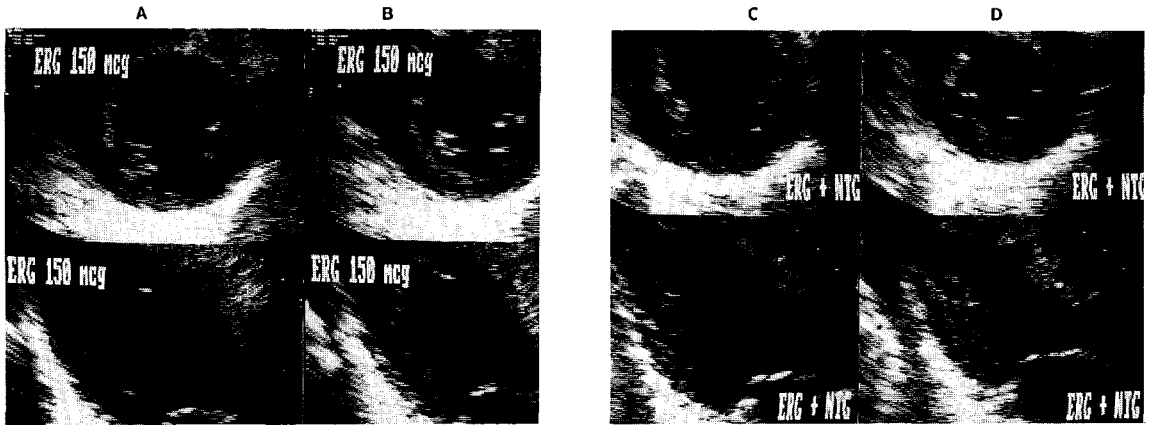 A B C D
ERG 150 mcg ERG 150 mcg
ERG + NTG ERG + NTG
ERG 150 mcg ERG 150 mcg
ERG + NTG ERG + NTG